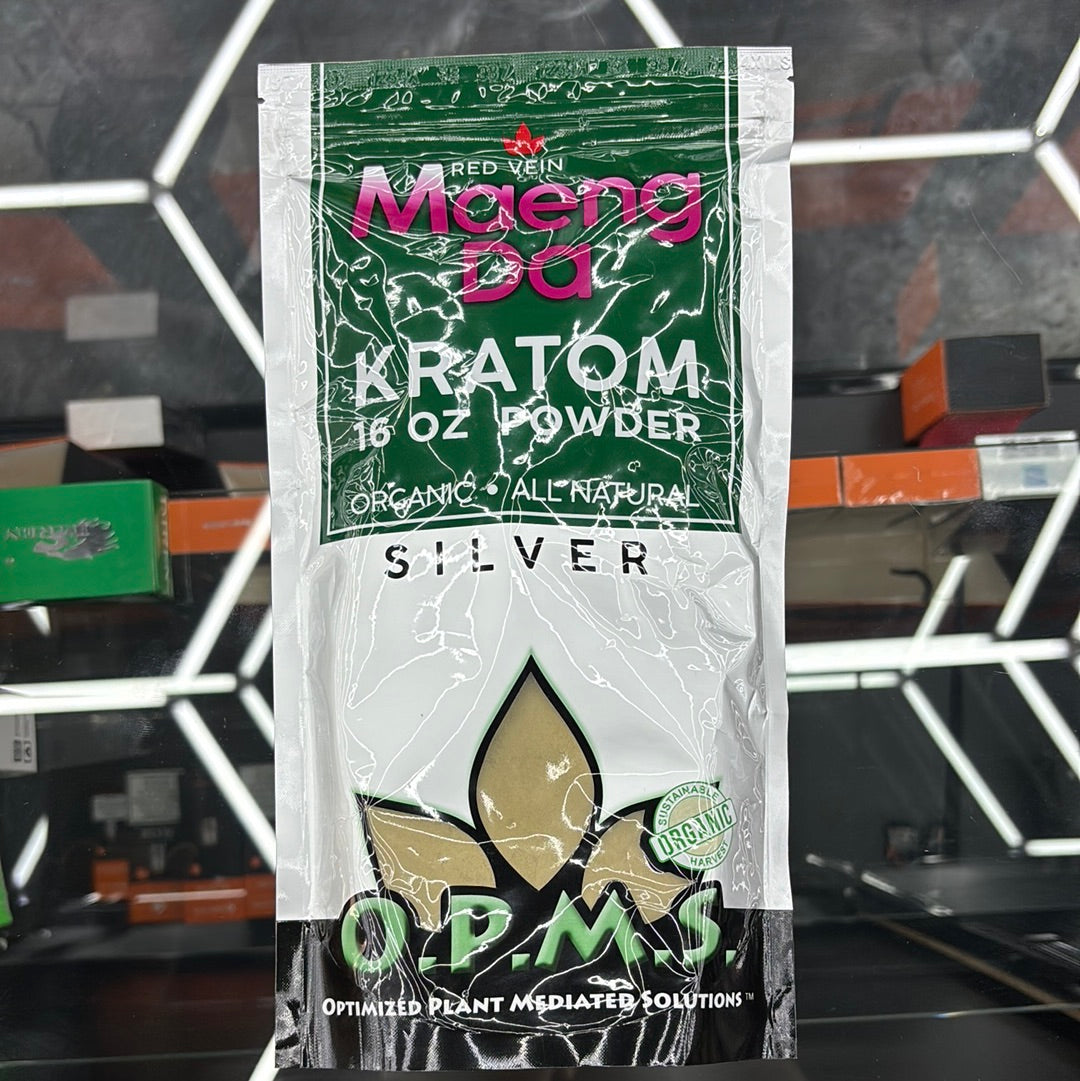 RED VEIN
Maeng
Da
KRATOM
16 OZ POWDER
ORGANIC • ALL NATURAL
SILVER
SUSTAINABLE
ORGANIC
HARVEST
O.P.M.S.
OPTIMIZED PLANT MEDIATED SOLUTIONS™